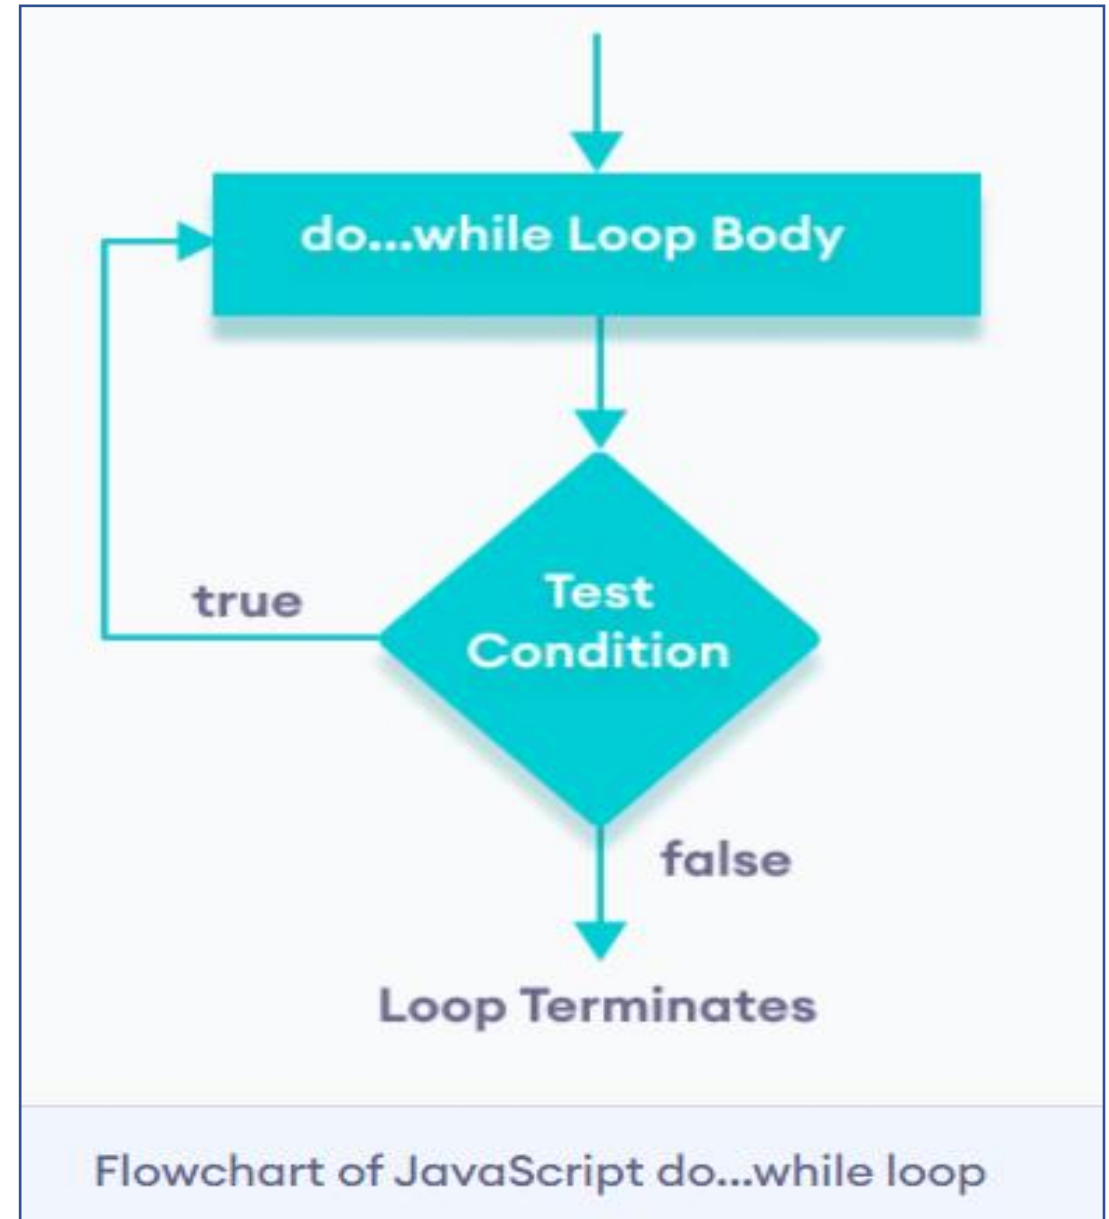 do...while Loop Body
true
Test
Condition
false
Loop Terminates
Flowchart of JavaScript do...while loop